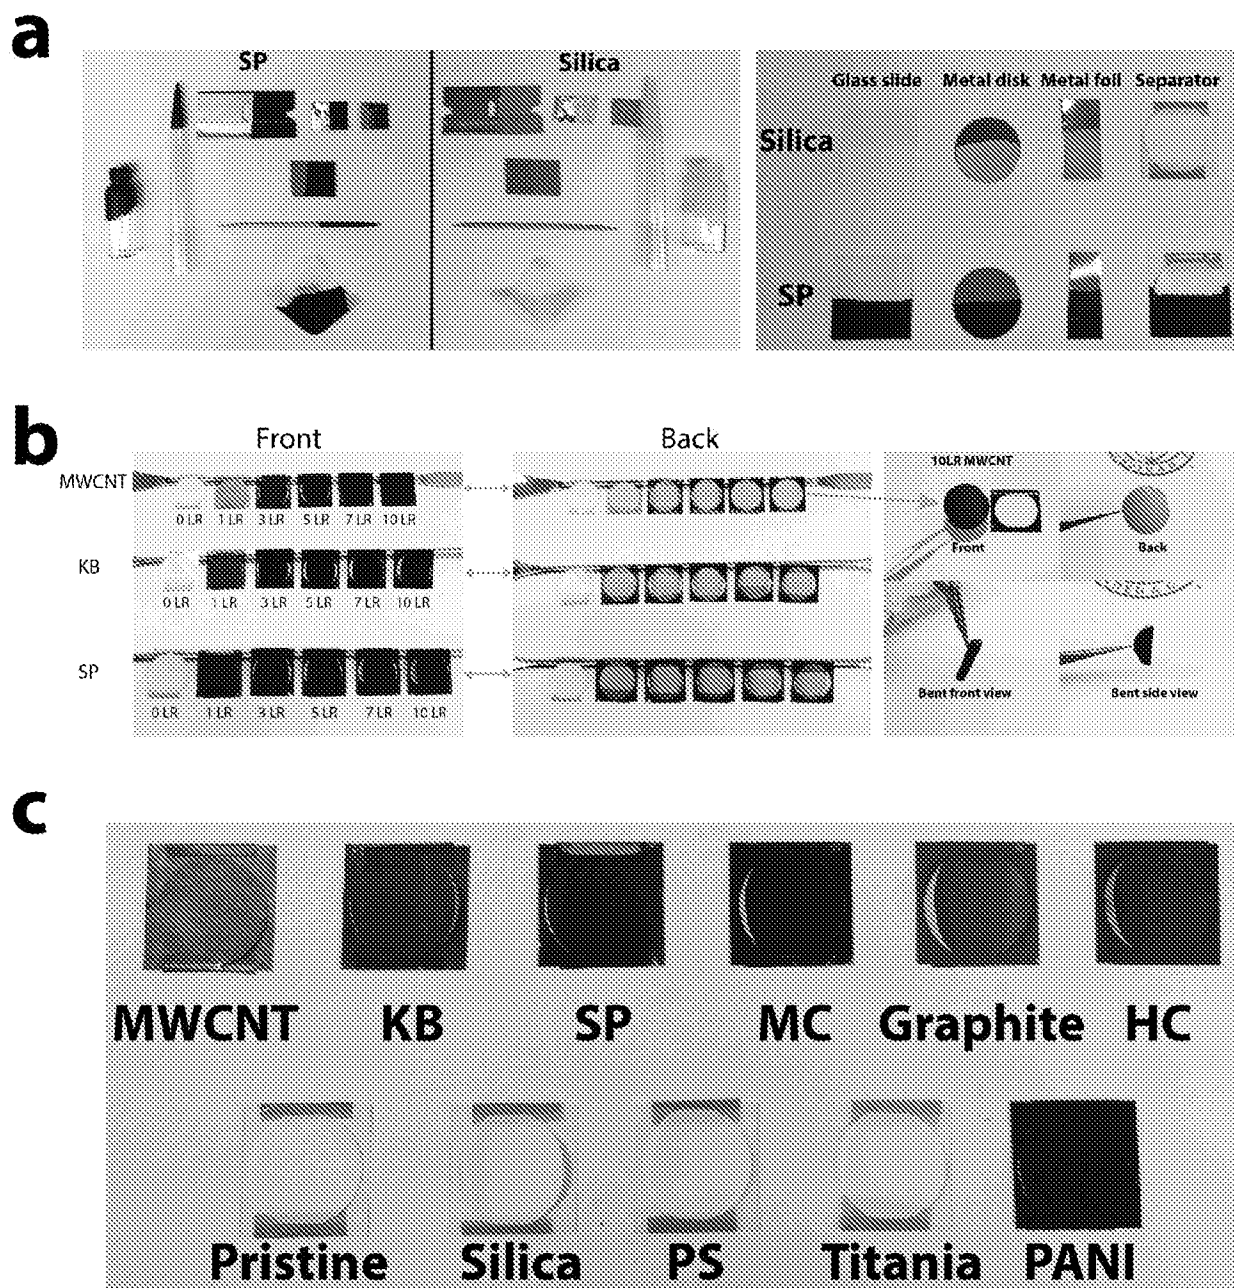 a
SP
Silica
Glass slide Metal disk Metal foil Separator
Silica
SP
b
Front
Back
MWCNT
0 LR 1 LR 3 LR 5 LR 7 LR 10 LR
KB
0 LR 1 LR 3 LR 5 LR 7 LR 10 LR
SP
0 LR 1 LR 3 LR 5 LR 7 LR 10 LR
10LR MWCNT
Front
Back
Bent front view
Bent side view
c
MWCNT KB SP MC Graphite HC
Pristine Silica PS Titania PANI